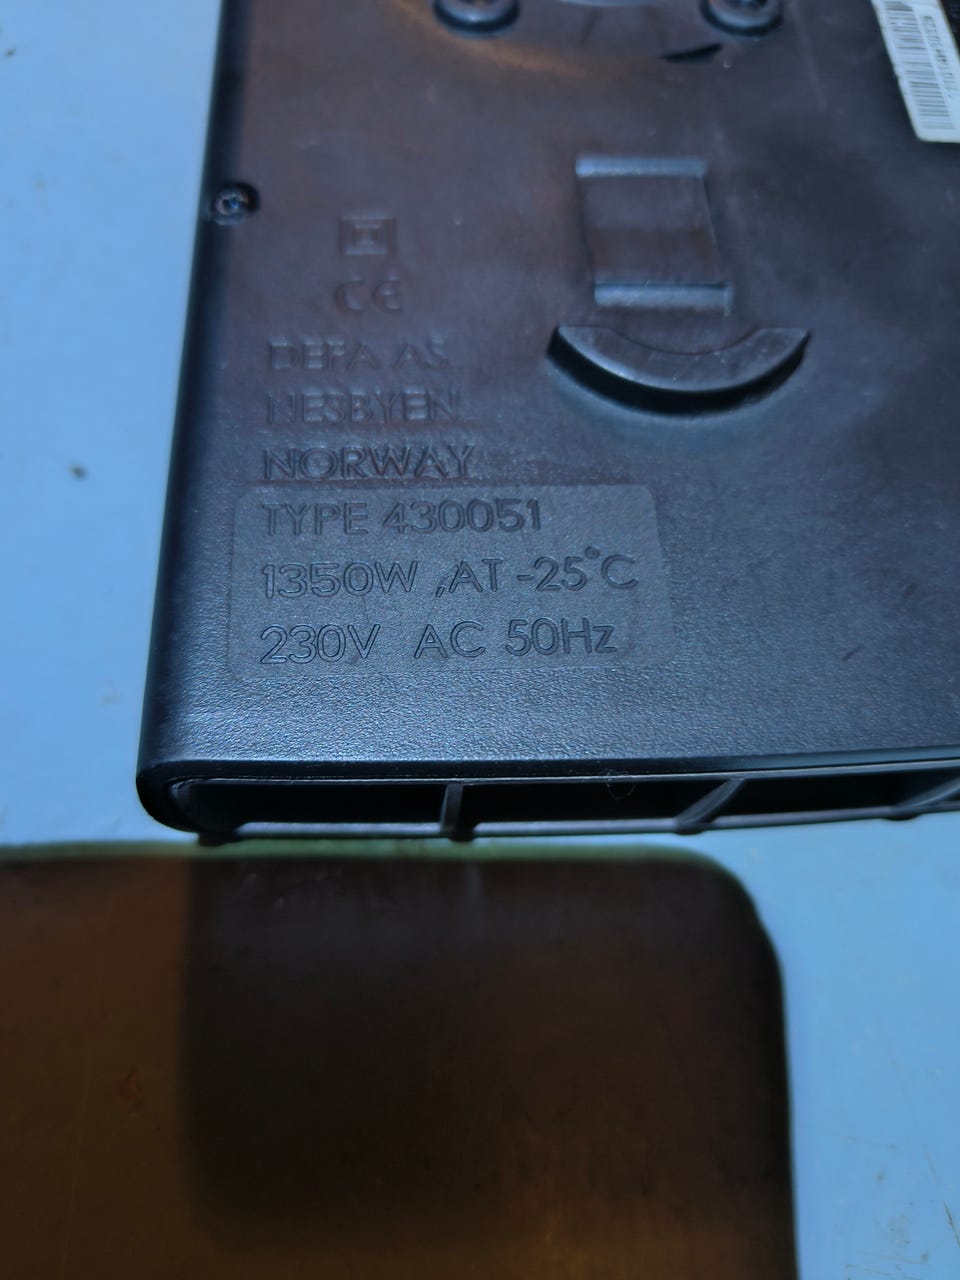 CE
DEFA AS
NESBYEN
NORWAY
TYPE 430051
1350W ,AT -25°C
230V AC 50Hz